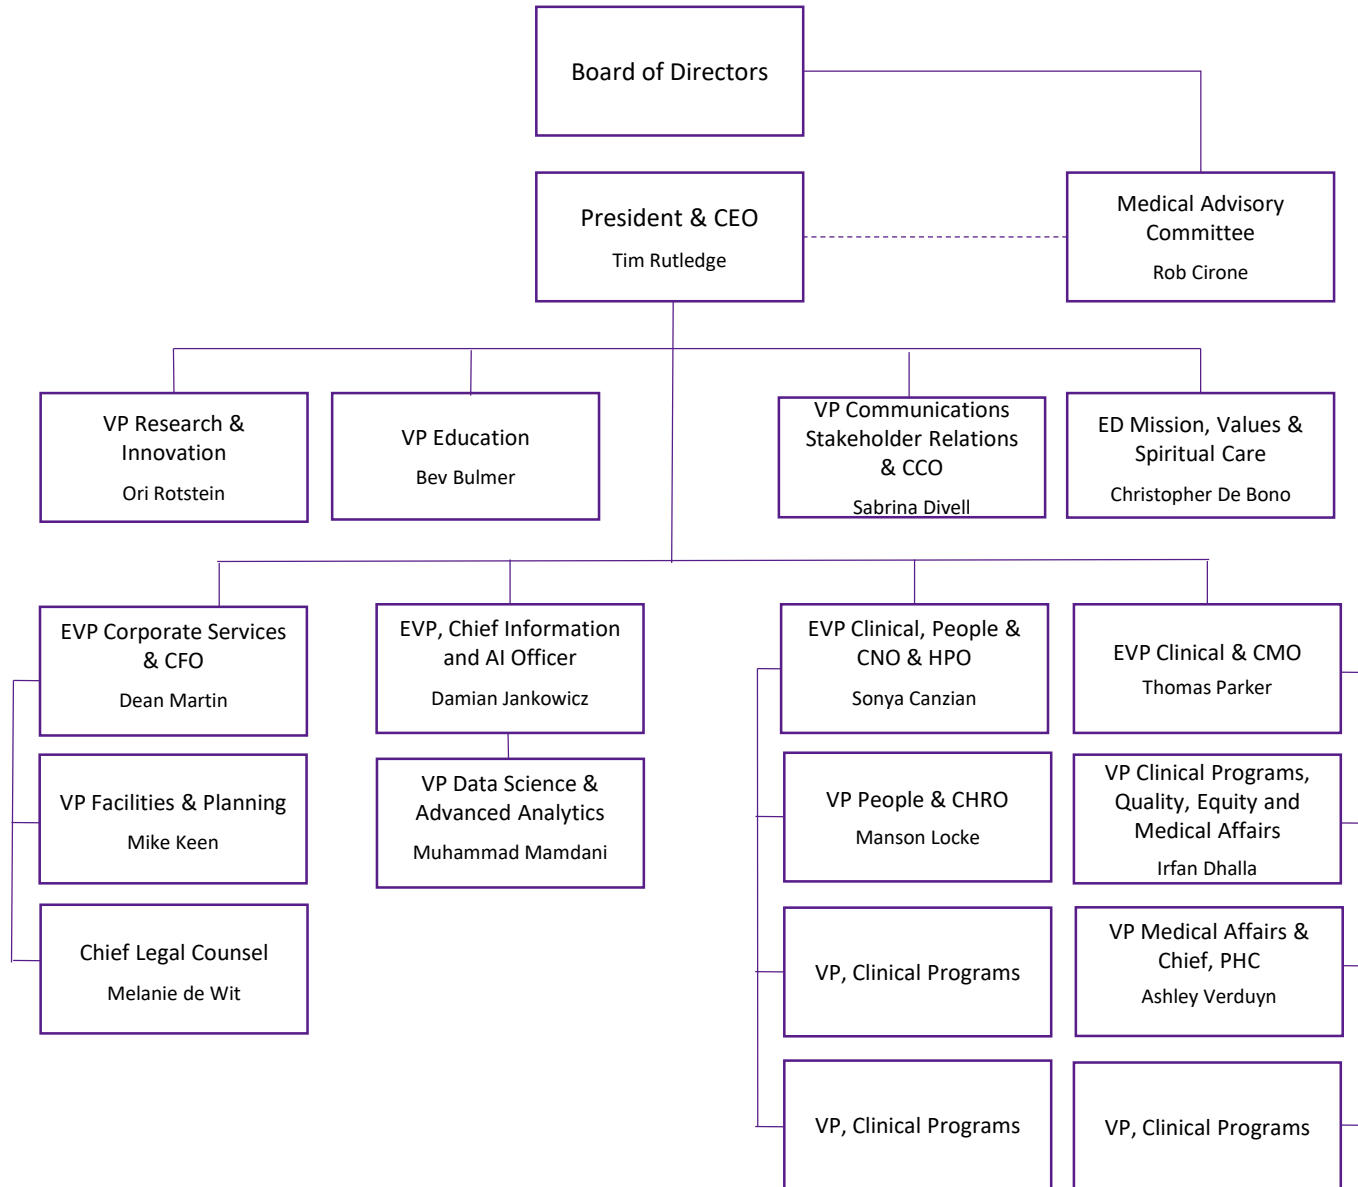 Board of Directors
President & CEO
Tim Rutledge
Medical Advisory
Committee
Rob Cirone
VP Research &
Innovation
Ori Rotstein
VP Education
Bev Bulmer
VP Communications
Stakeholder Relations
& CCO
Sabrina Divell
ED Mission, Values &
Spiritual Care
Christopher De Bono
EVP Corporate Services
& CFO
Dean Martin
EVP, Chief Information
and AI Officer
Damian Jankowicz
EVP Clinical, People &
CNO & HPO
Sonya Canzian
EVP Clinical & CMO
Thomas Parker
VP Facilities & Planning
Mike Keen
VP Data Science &
Advanced Analytics
Muhammad Mamdani
VP People & CHRO
Manson Locke
VP Clinical Programs,
Quality, Equity and
Medical Affairs
Irfan Dhalla
Chief Legal Counsel
Melanie de Wit
VP, Clinical Programs
VP Medical Affairs &
Chief, PHC
Ashley Verduyn
VP, Clinical Programs
VP, Clinical Programs